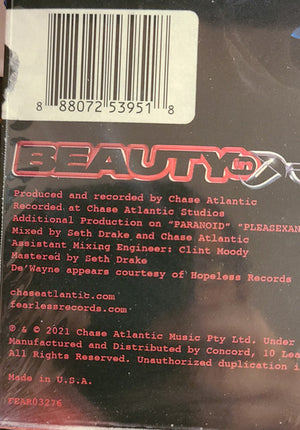 8 88072 53951 8
BEAUTY
Produced and recorded by Chase Atlantic
Recorded at Chase Atlantic Studios
Additional Production on "PARANOID" "PLEASEXAN
Mixed by Seth Drake and Chase Atlantic
Assistant Mixing Engineer: Clint Moody
Mastered by Seth Drake
De'Wayne appears courtesy of Hopeless Records
chaseatlantic.com
fearlessrecords.com
℗ & © 2021 Chase Atlantic Music Pty Ltd. Under
Manufactured and Distributed by Concord, 10 Lea
All Rights Reserved. Unauthorized duplication i
Made in U.S.A.
FEAR03276